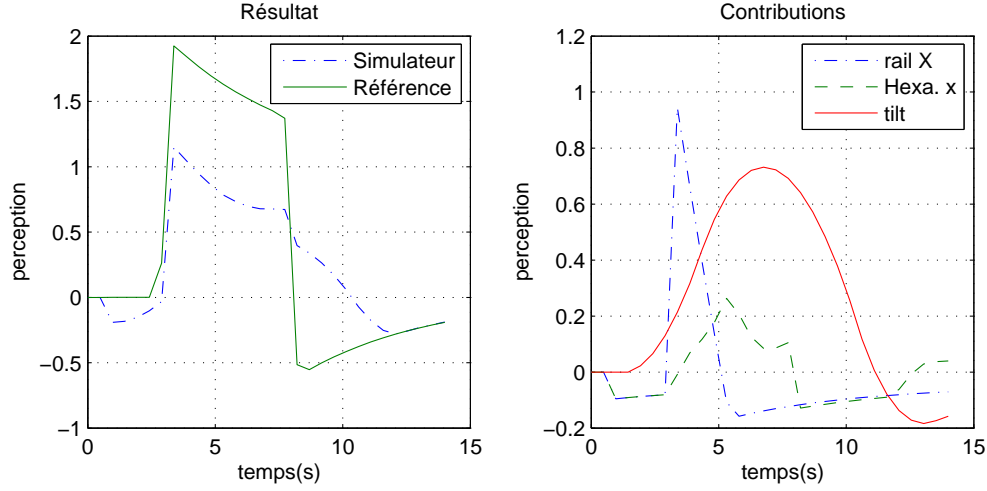 Résultat
perception
2
1.5
1
0.5
0
−0.5
−1
0 5 10 15
temps(s)
Simulateur
Référence
Contributions
perception
1.2
1
0.8
0.6
0.4
0.2
0
−0.2
0 5 10 15
temps(s)
rail X
Hexa. x
tilt